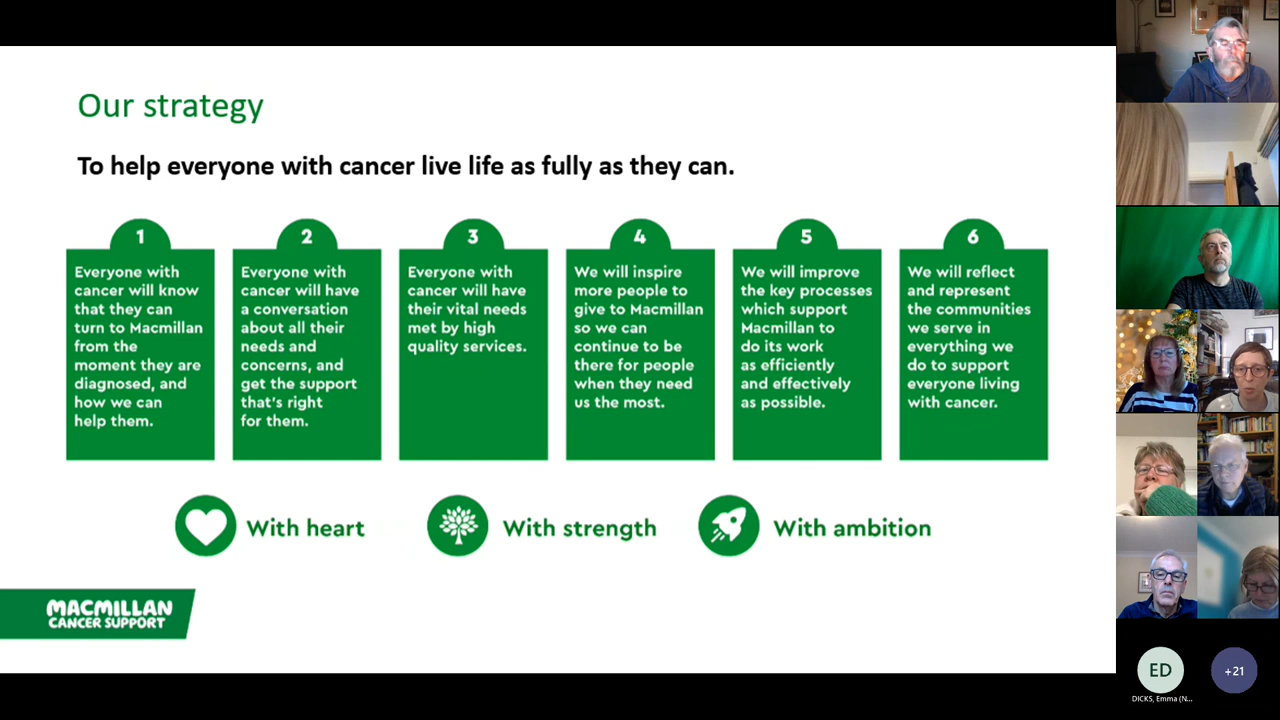 Our strategy
To help everyone with cancer live life as fully as they can.
1
Everyone with
cancer will know
that they can
turn to Macmillan
from the
moment they are
diagnosed, and
how we can
help them.
2
Everyone with
cancer will have
a conversation
about all their
needs and
concerns, and
get the support
that's right
for them.
3
Everyone with
cancer will have
their vital needs
met by high
quality services.
4
We will inspire
more people to
give to Macmillan
so we can
continue to be
there for people
when they need
us the most.
5
We will improve
the key processes
which support
Macmillan to
do its work
as efficiently
and effectively
as possible.
6
We will reflect
and represent
the communities
we serve in
everything we
do to support
everyone living
with cancer.
With heart
With strength
With ambition
MACMILLAN
CANCER SUPPORT
ED
+21
DICKS, Emma (N...